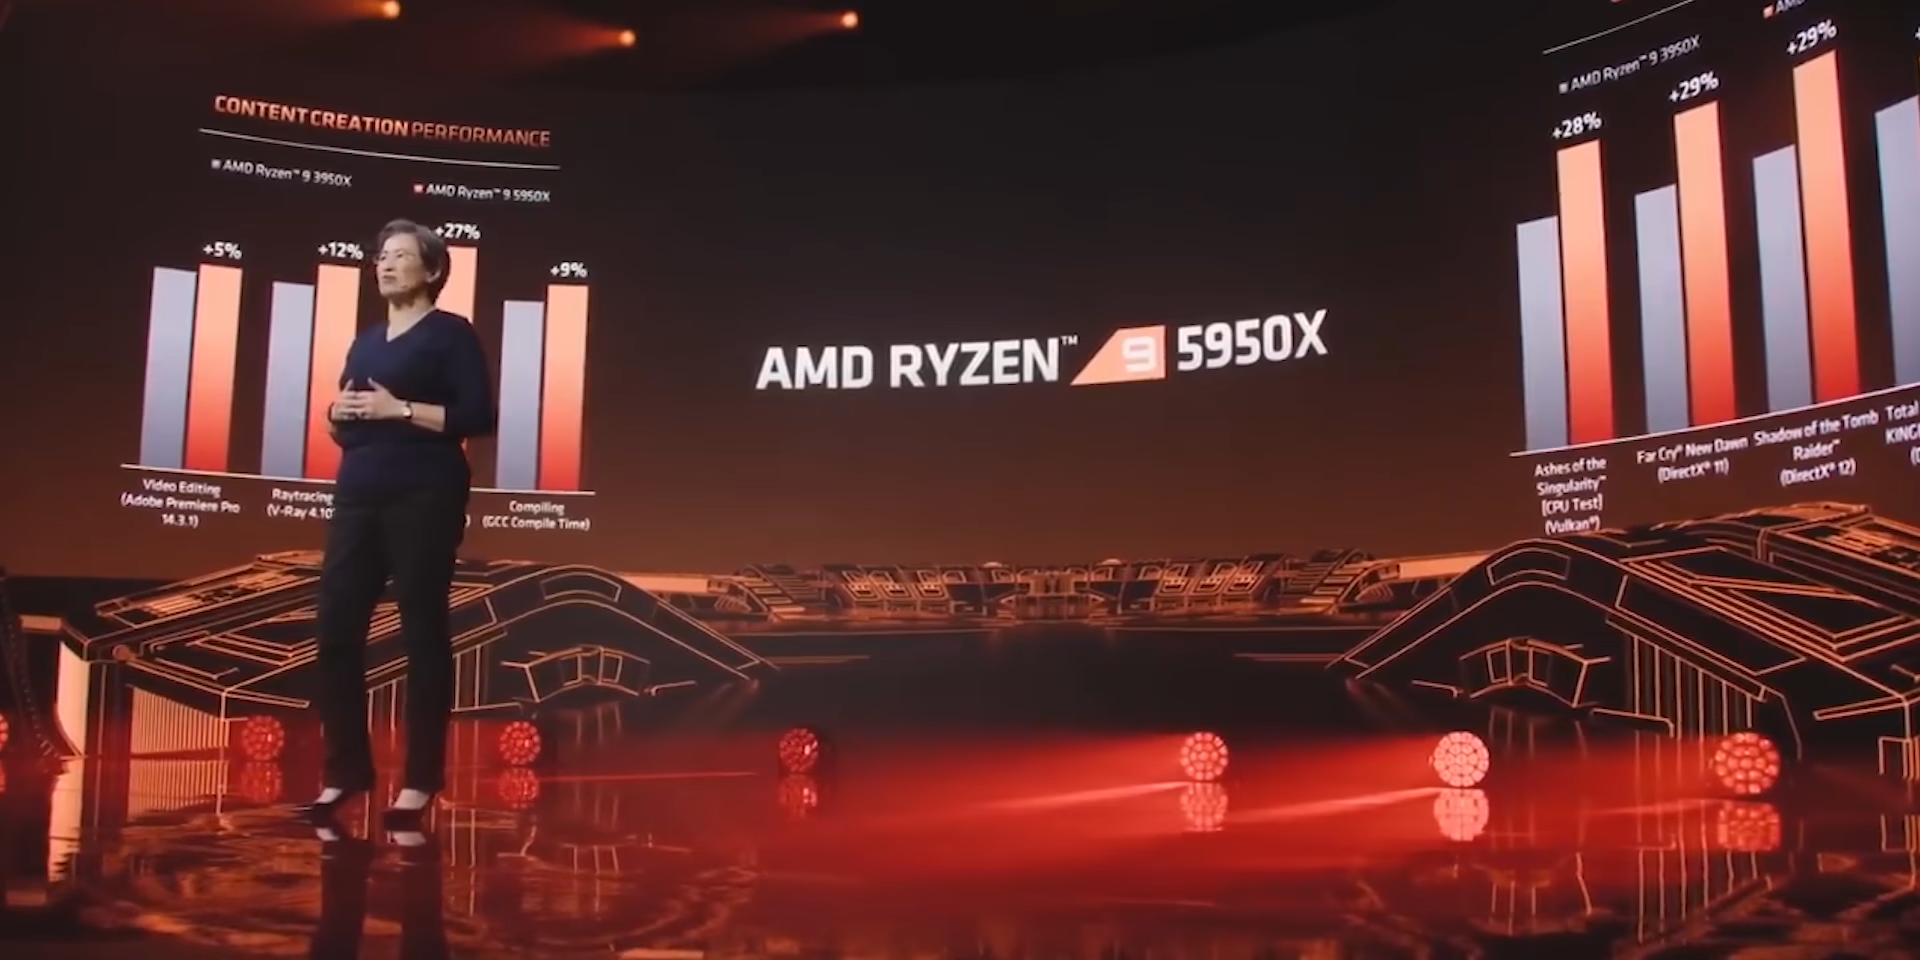 CONTENT CREATION PERFORMANCE
AMD Ryzen™ 9 3950X
AMD Ryzen™ 9 5950X
+5%
+12%
+27%
+9%
Video Editing
(Adobe Premiere Pro
14.3.1)
Raytracing
(V-Ray 4.10
)
Compiling
(GCC Compile Time)
AMD RYZEN™ 9 5950X
AMD Ryzen™ 9 3950X
+28%
+29%
+29%
Ashes of the
Singularity™
[CPU Test]
(Vulkan®)
Far Cry® New Dawn
(DirectX® 11)
Shadow of the Tomb
Raider™
(DirectX® 12)
Total